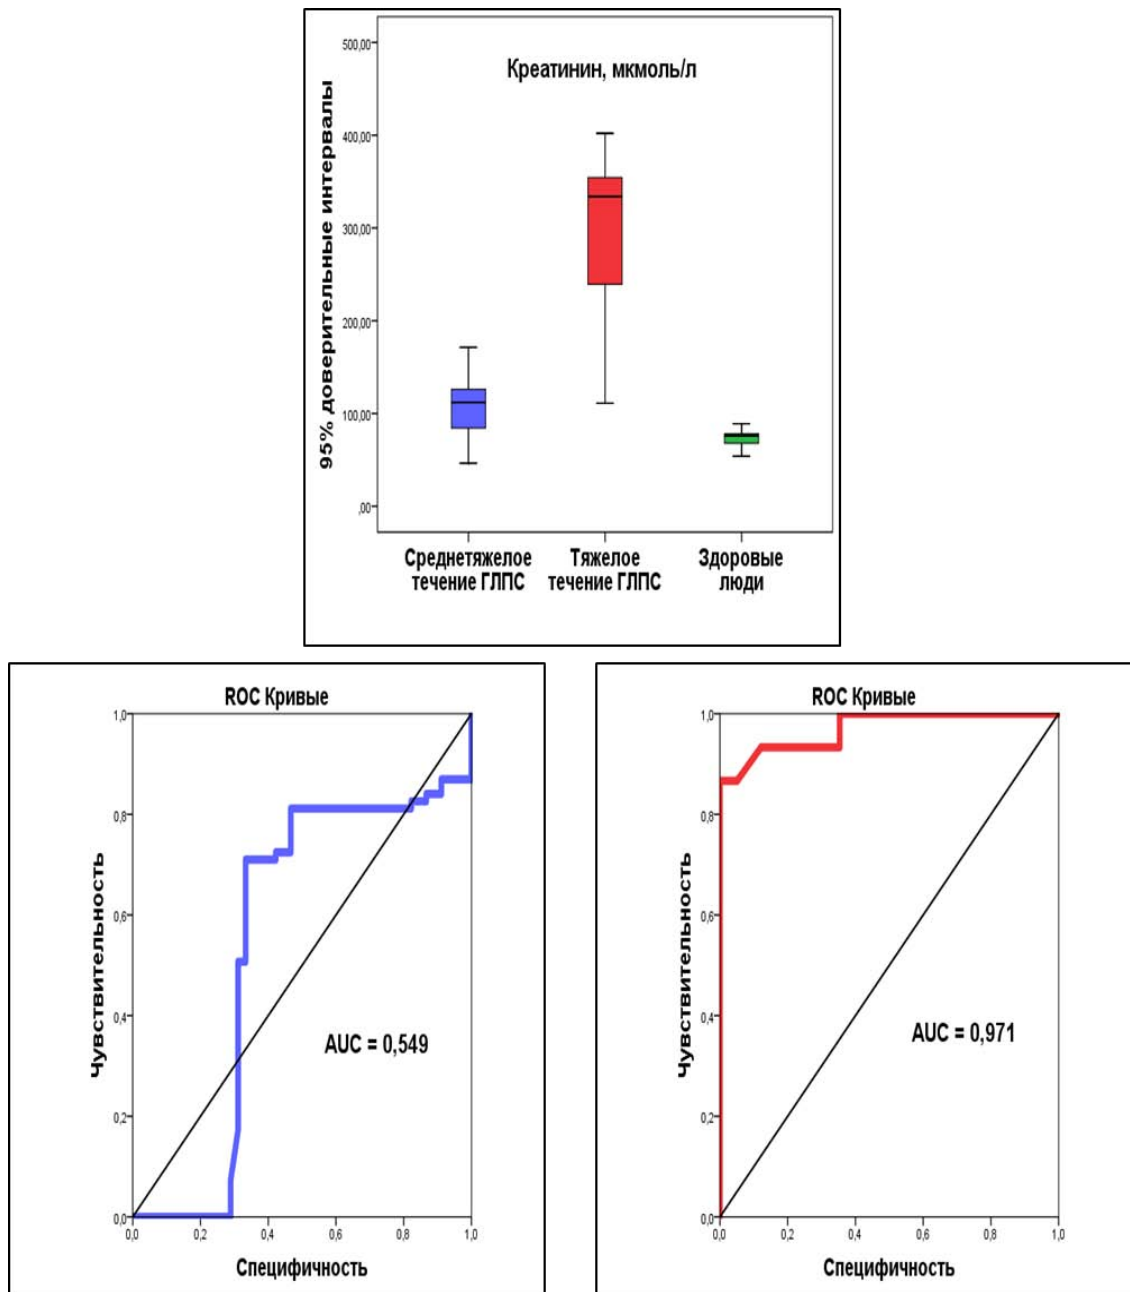 Креатинин, мкмоль/л
95% доверительные интервалы
500,00
400,00
300,00
200,00
100,00
,00
Среднетяжелое
течение ГЛПС
Тяжелое
течение ГЛПС
Здоровые
люди
ROC Кривые
Чувствительность
1,0
0,8
0,6
0,4
0,2
0,0
AUC = 0,549
0,0 0,2 0,4 0,6 0,8 1,0
Специфичность
ROC Кривые
Чувствительность
1,0
0,8
0,6
0,4
0,2
0,0
AUC = 0,971
0,0 0,2 0,4 0,6 0,8 1,0
Специфичность